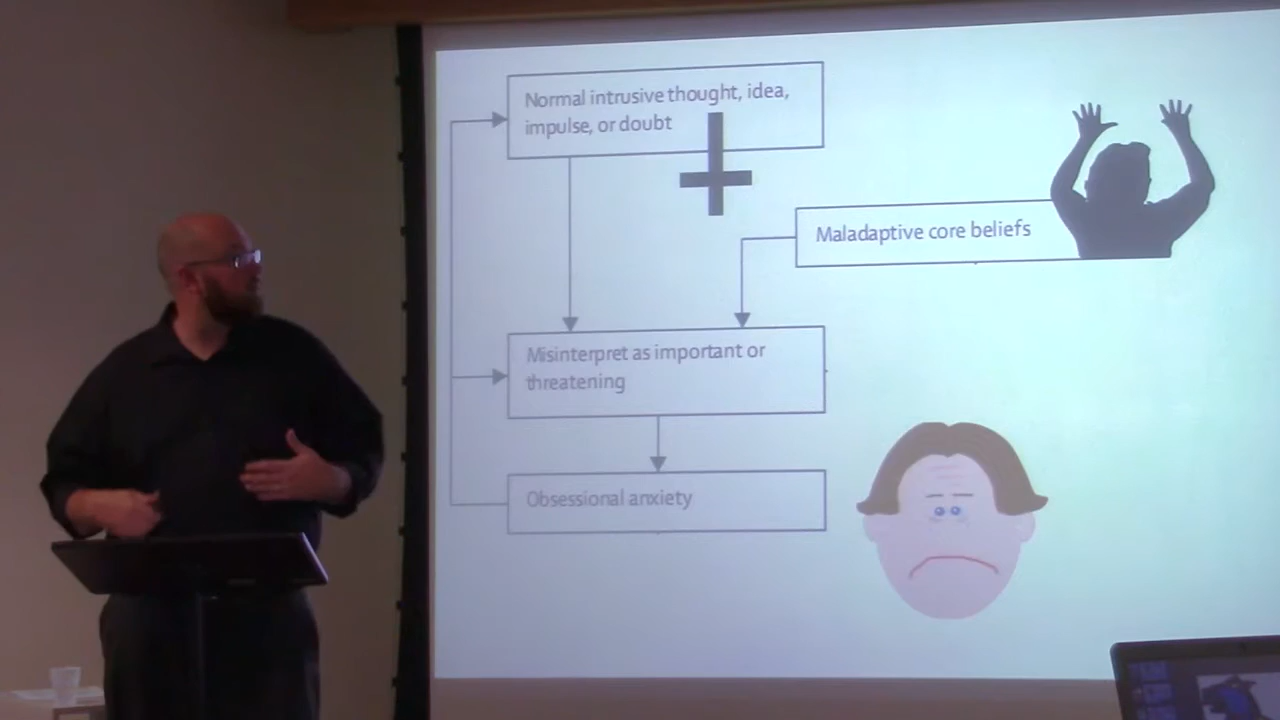 Normal intrusive thought, idea,
impulse, or doubt
Maladaptive core beliefs
Misinterpret as important or
threatening
Obsessional anxiety